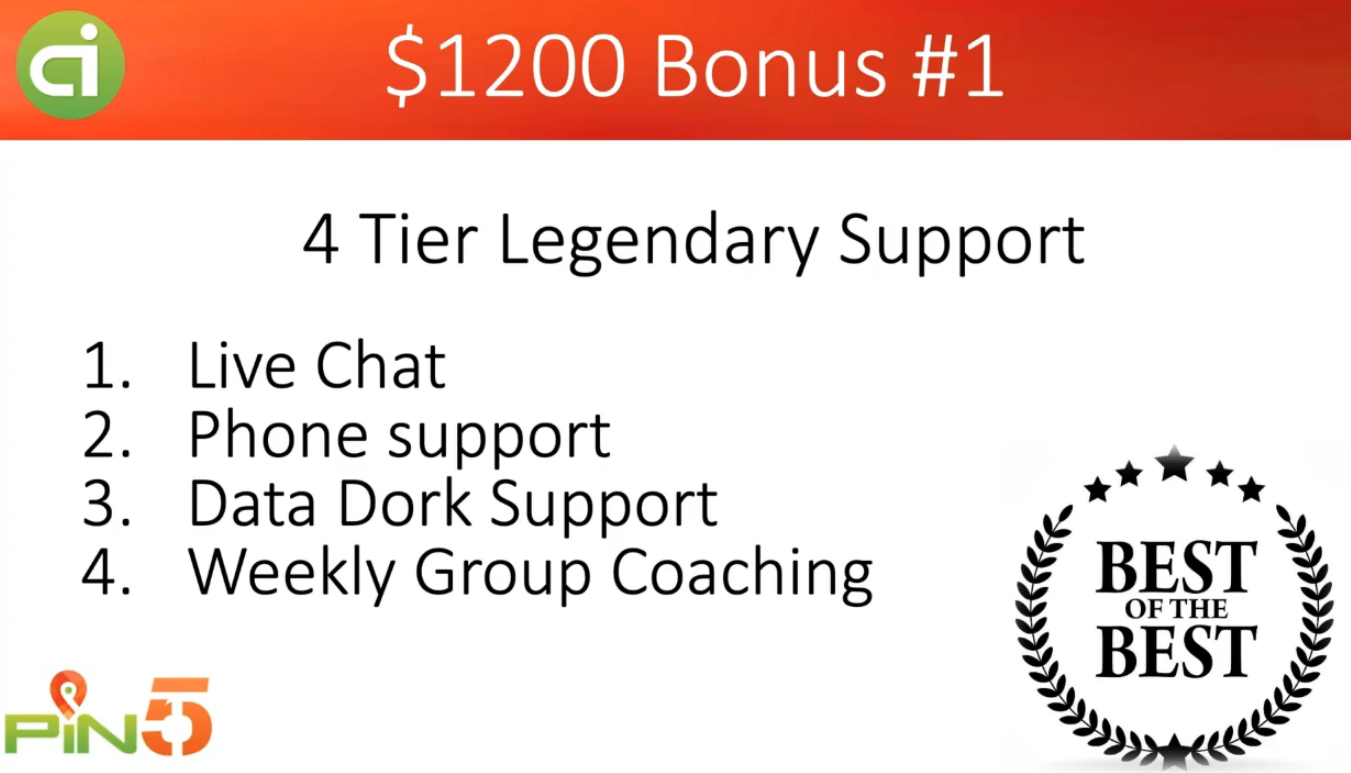 ai
$1200 Bonus #1
4 Tier Legendary Support
1. Live Chat
2. Phone support
3. Data Dork Support
4. Weekly Group Coaching
BEST
OF THE
BEST
PiN5